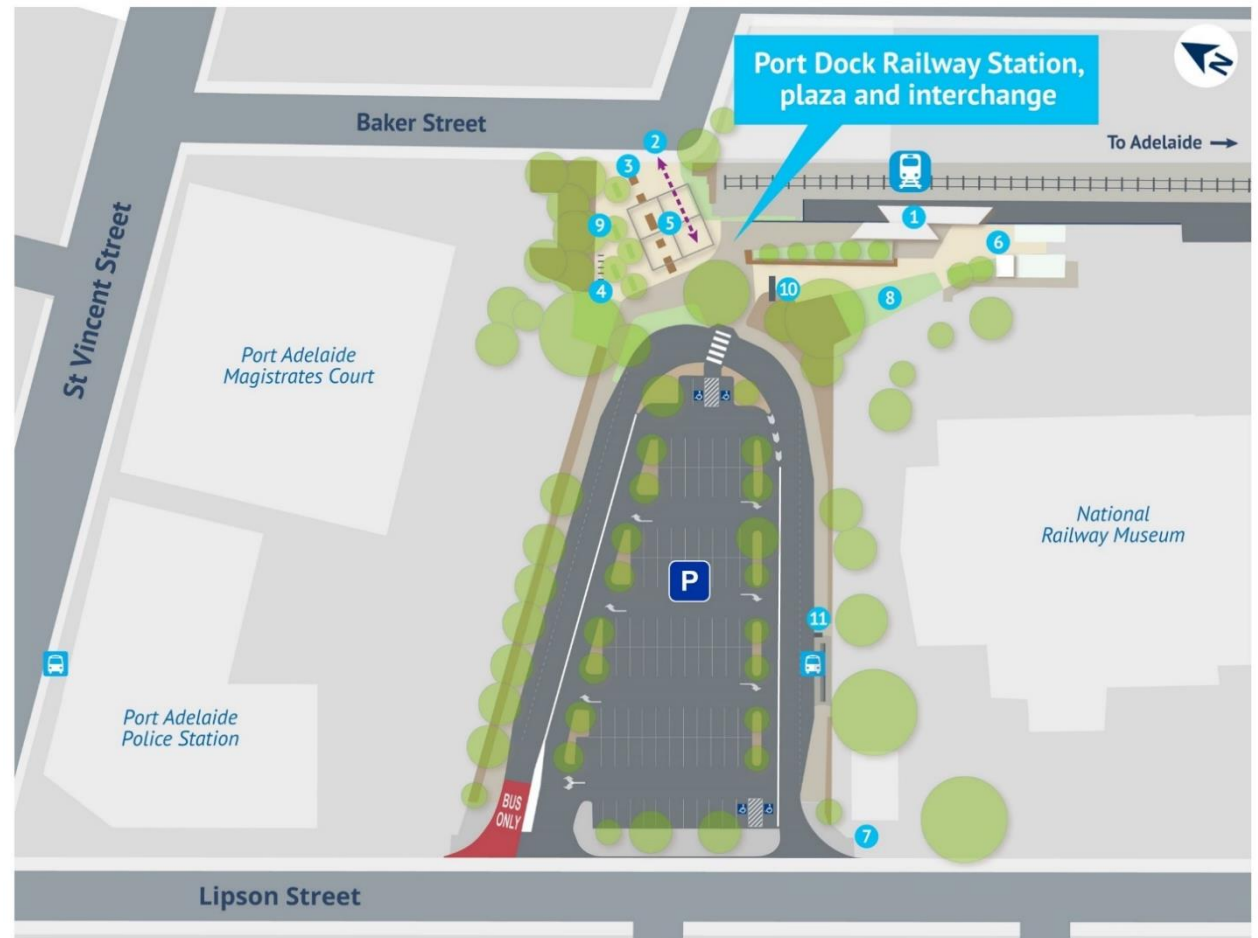 N
Port Dock Railway Station,
plaza and interchange
Baker Street
To Adelaide
2
3
1
9
5
6
4
10
8
St Vincent Street
Port Adelaide
Magistrates Court
National
Railway Museum
P
11
Port Adelaide
Police Station
BUS
ONLY
7
Lipson Street